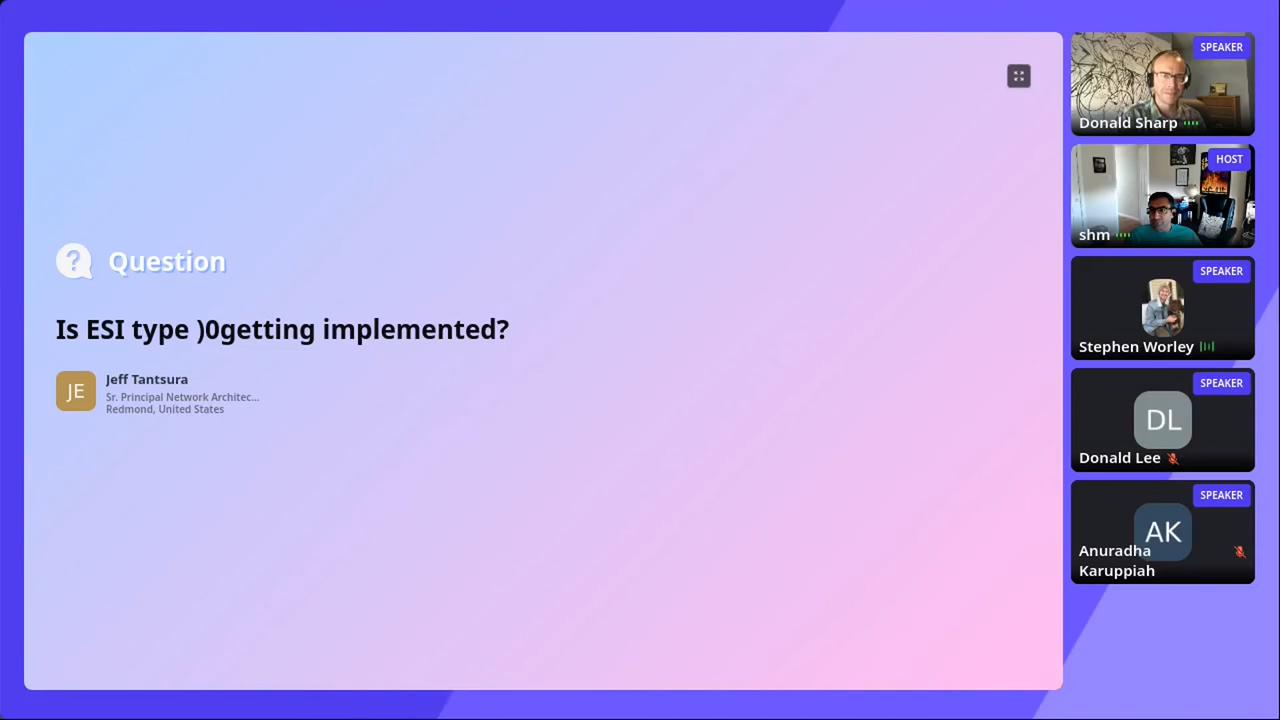 Question
Is ESI type )0getting implemented?
JE
Jeff Tantsura
Sr. Principal Network Architec...
Redmond, United States
SPEAKER
Donald Sharp
HOST
shm
SPEAKER
Stephen Worley
SPEAKER
DL
Donald Lee
SPEAKER
AK
Anuradha
Karuppiah